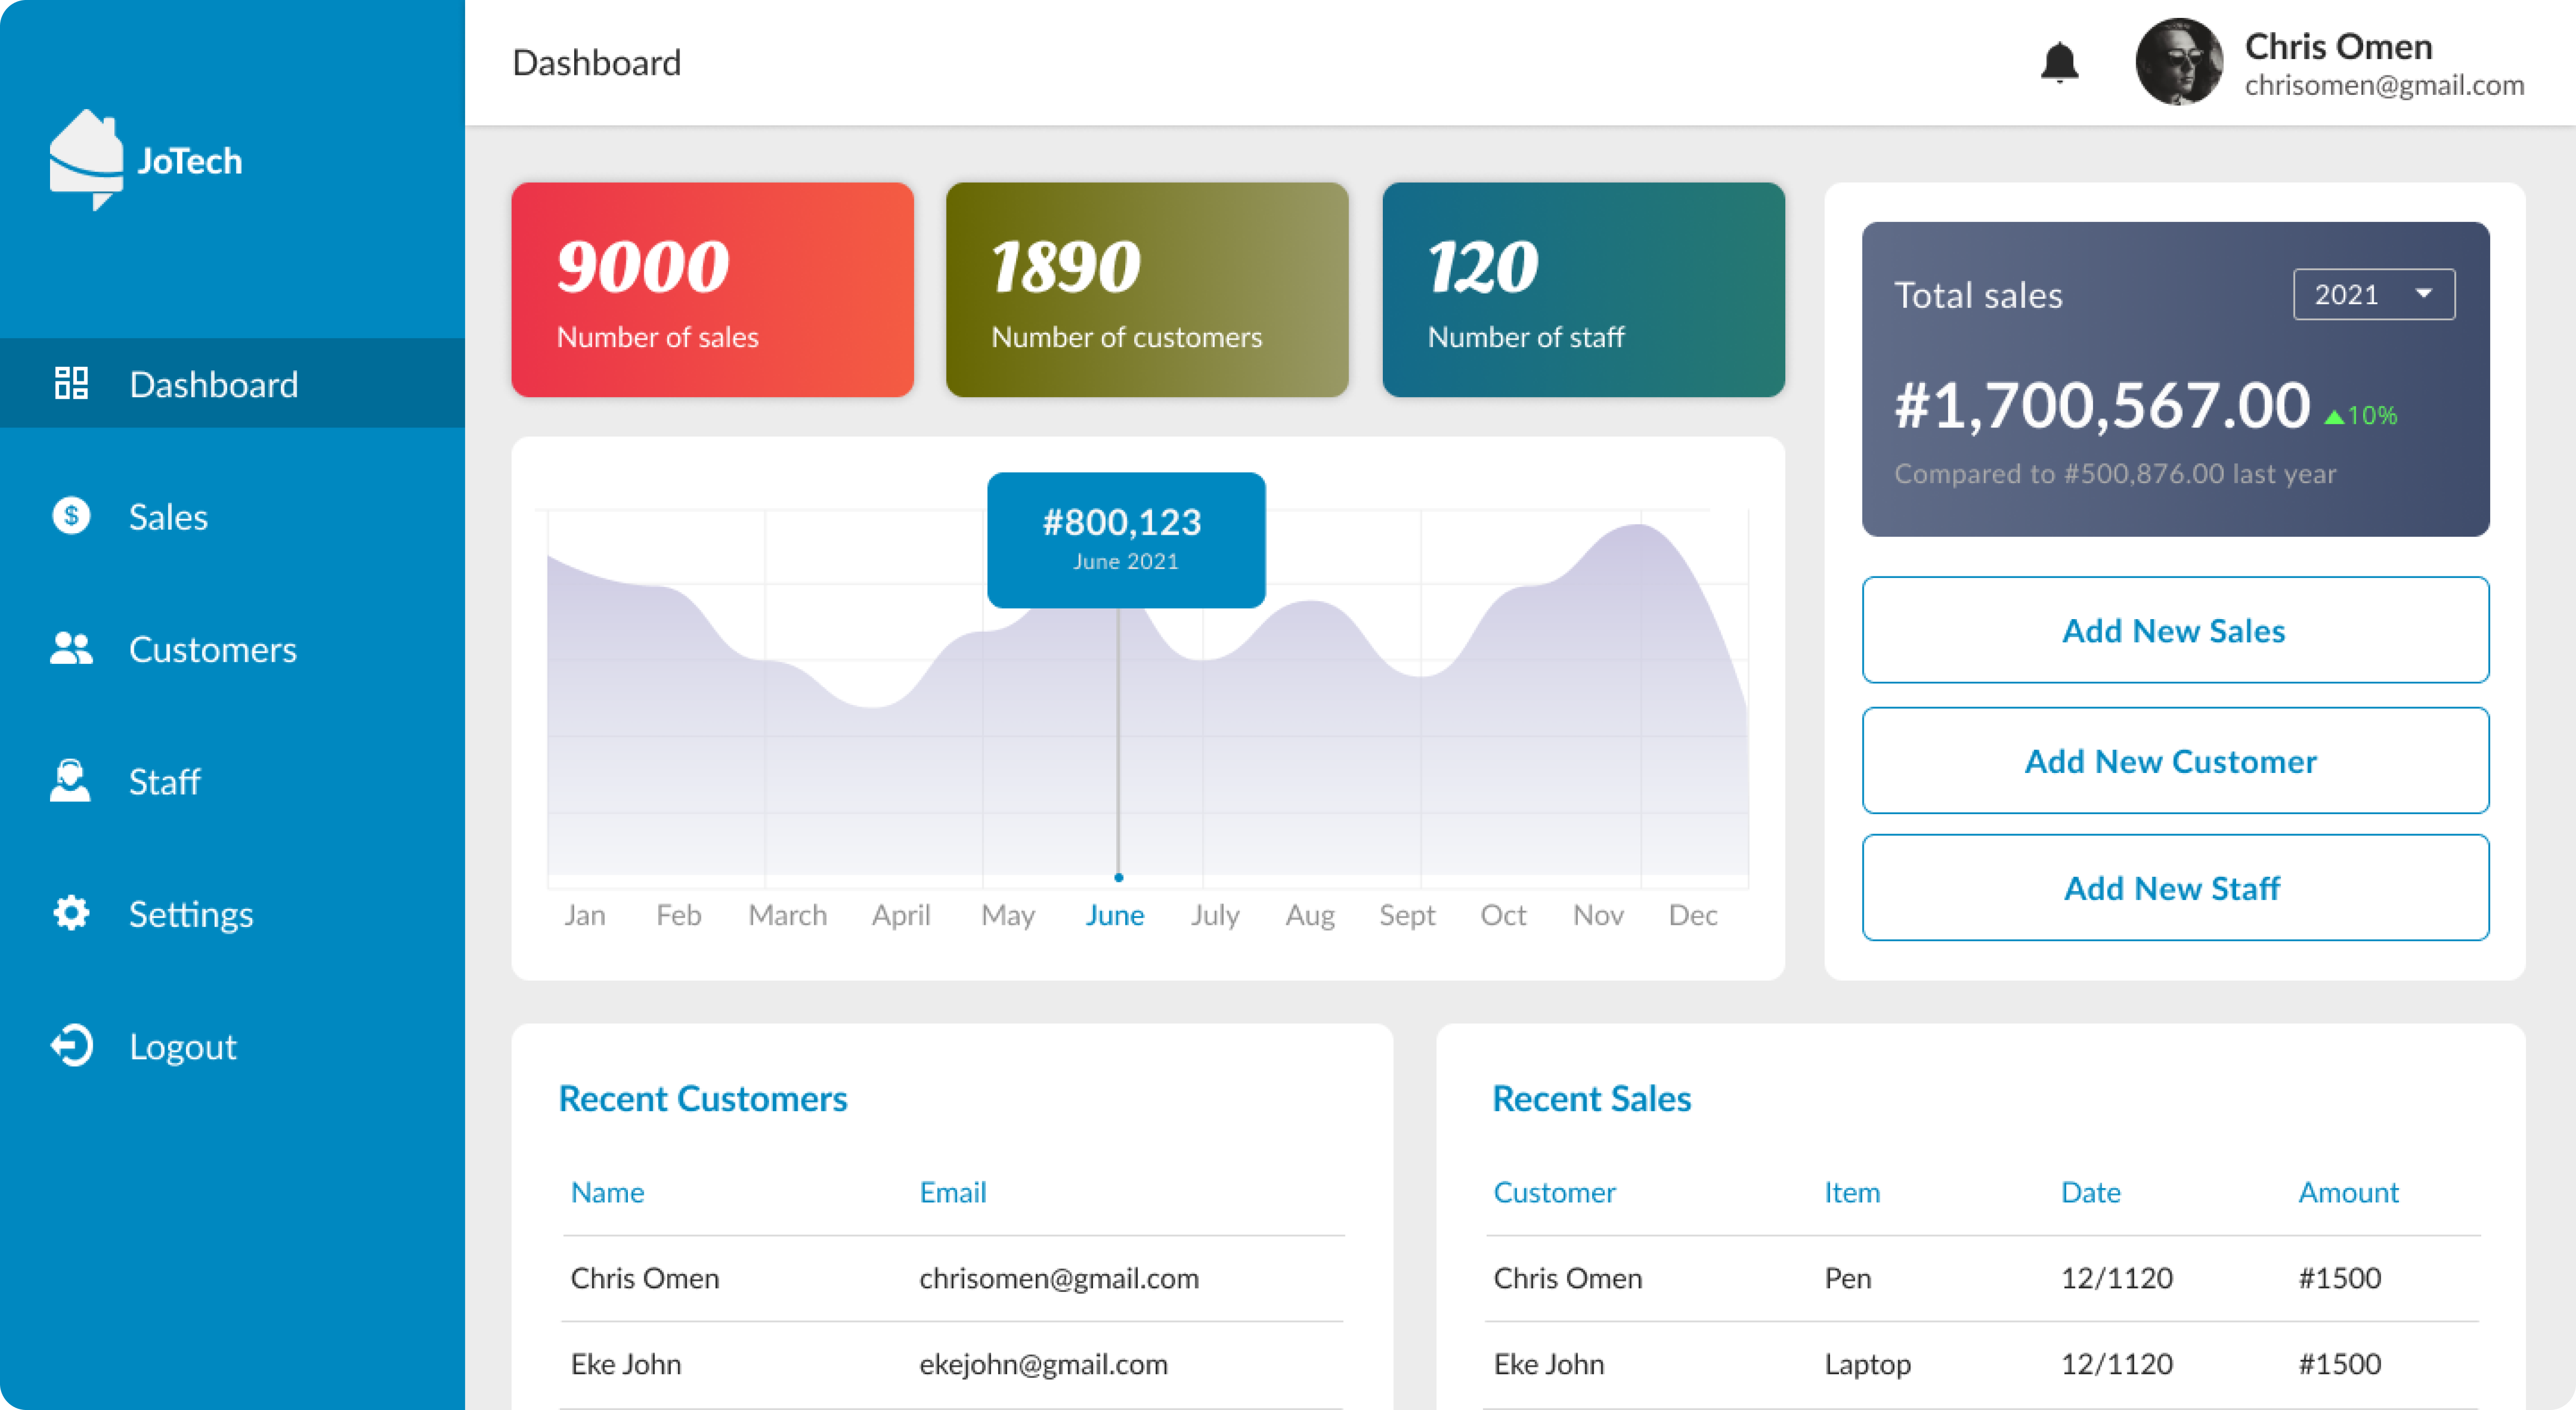 JoTech
Dashboard
Sales
Customers
Staff
Settings
Logout
Dashboard
Chris Omen
chrisomen@gmail.com
9000
Number of sales
1890
Number of customers
120
Number of staff
#800,123
June 2021
Jan Feb March April May June July Aug Sept Oct Nov Dec
Total sales
2021
#1,700,567.00 10%
Compared to #500,876.00 last year
Add New Sales
Add New Customer
Add New Staff
Recent Customers
Name Email
Chris Omen chrisomen@gmail.com
Eke John ekejohn@gmail.com
Recent Sales
Customer Item Date Amount
Chris Omen Pen 12/1120 #1500
Eke John Laptop 12/1120 #1500